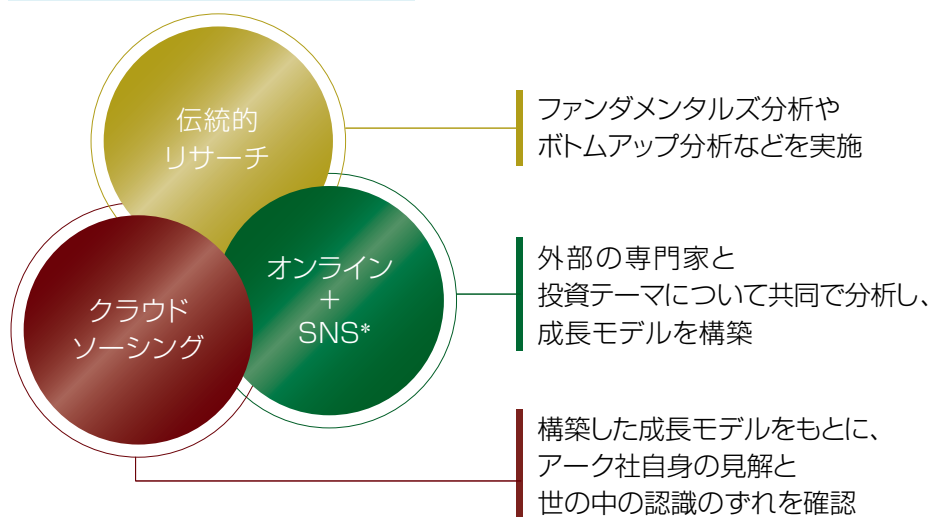 伝統的
リサーチ
ファンダメンタルズ分析や
ボトムアップ分析などを実施
オンライン
+
SNS*
外部の専門家と
投資テーマについて共同で分析し、
成長モデルを構築
クラウド
ソーシング
構築した成長モデルをもとに、
アーク社自身の見解と
世の中の認識のずれを確認